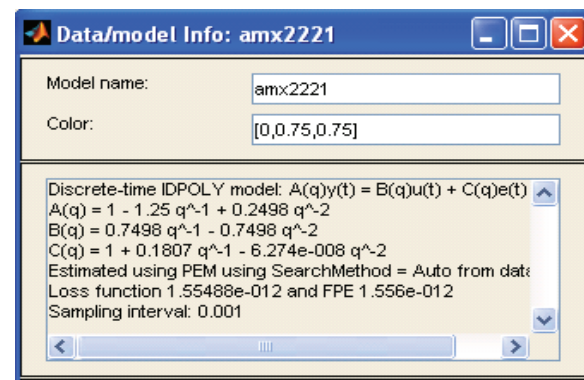 Data/model Info: amx2221
Model name:
amx2221
Color:
[0,0.75,0.75]
Discrete-time IDPOLY model: A(q)y(t) = B(q)u(t) + C(q)e(t)
A(q) = 1 - 1.25 q^-1 + 0.2498 q^-2
B(q) = 0.7498 q^-1 - 0.7498 q^-2
C(q) = 1 + 0.1807 q^-1 - 6.274e-008 q^-2
Estimated using PEM using SearchMethod = Auto from data
Loss function 1.55488e-012 and FPE 1.556e-012
Sampling interval: 0.001